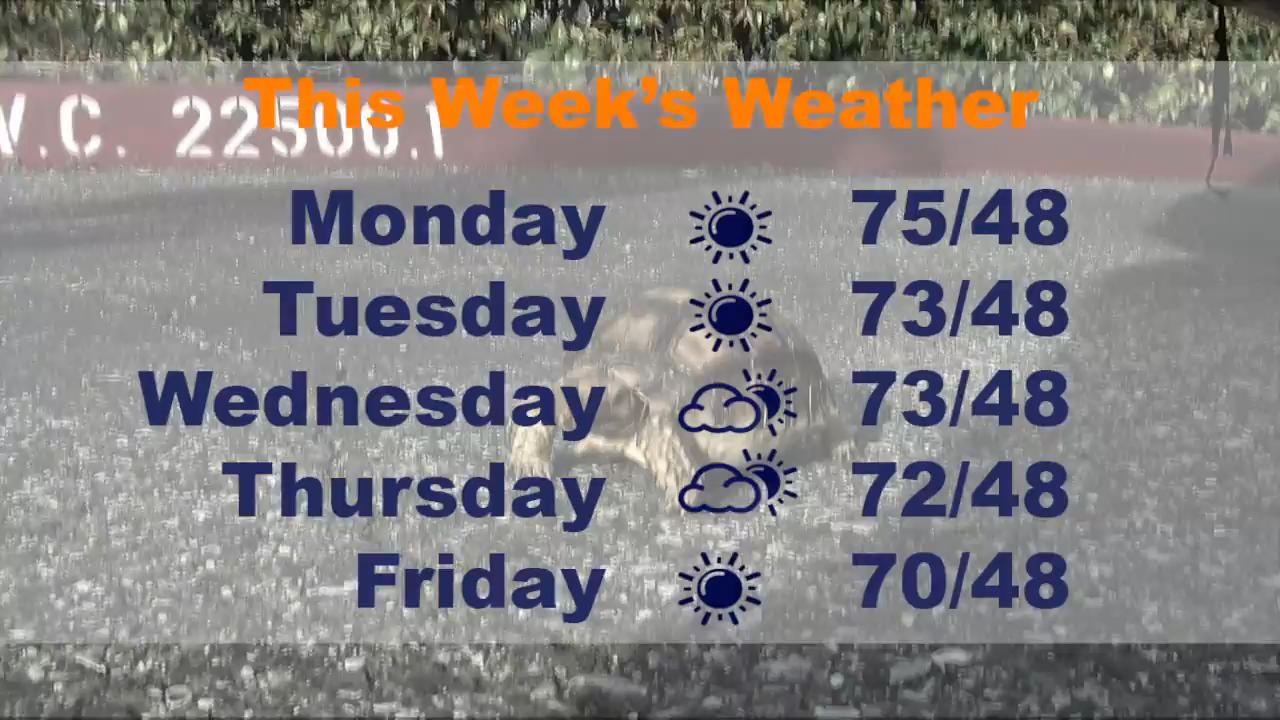 This Week's Weather
V.C. 22500.1
Monday 75/48
Tuesday 73/48
Wednesday 73/48
Thursday 72/48
Friday 70/48